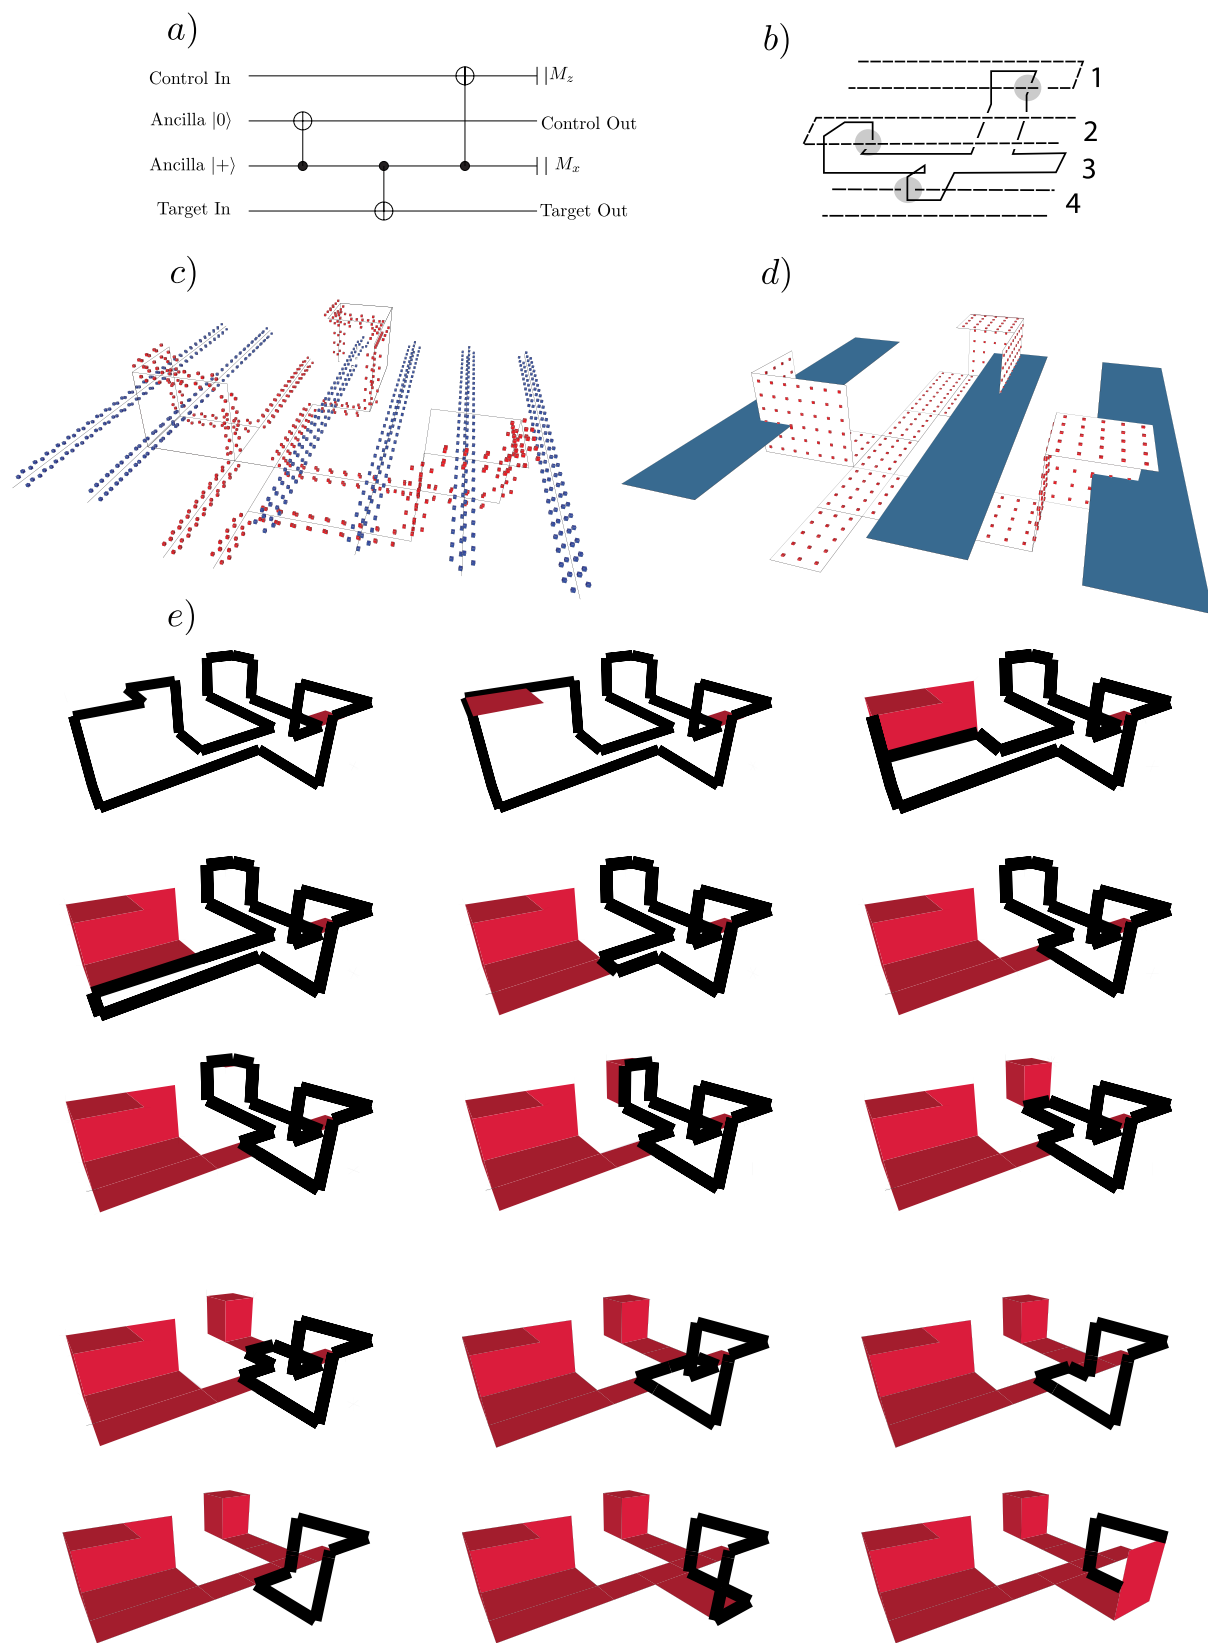 a)
Control In
|M_z
Ancilla |0⟩
Control Out
Ancilla |+⟩
| M_x
Target In
Target Out
b)
1
2
3
4
c)
d)
e)